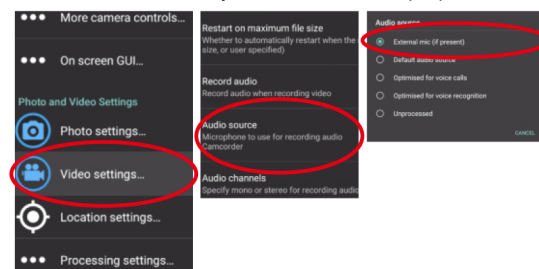 More camera controls...
On screen GUI...
Photo and Video Settings
Photo settings...
Video settings...
Location settings...
Processing settings...
Restart on maximum file size
Whether to automatically restart when the
size, or user specified)
Record audio
Record audio when recording video
Audio source
Microphone to use for recording audio
Camcorder
Audio channels
Specify mono or stereo for recording audio
Audio source
External mic (if present)
Default audio source
Optimised for voice calls
Optimised for voice recognition
Unprocessed
CANCEL